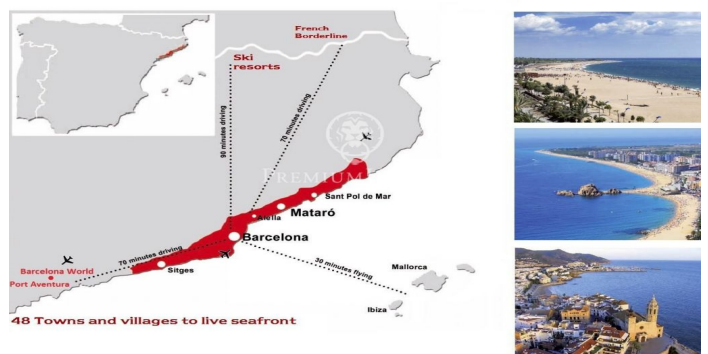 French
Borderline
Ski
resorts
90 minutes driving
70 minutes driving
PREMIUM
Sant Pol de Mar
Mataró
Alella
Barcelona
70 minutes driving
Barcelona World
Port Aventura
Sitges
30 minutes flying
Mallorca
Ibiza
48 Towns and villages to live seafront